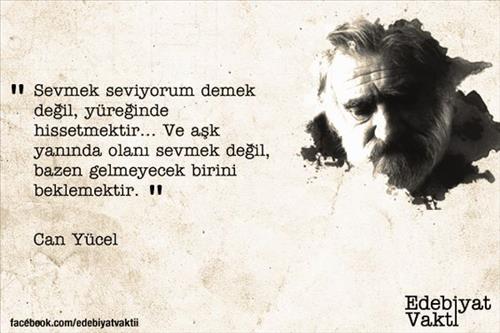 " Sevmek seviyorum demek
değil, yüreğinde
hissetmektir... Ve aşk
yanında olanı sevmek değil,
bazen gelmeyecek birini
beklemektir. "
Can Yücel
Edebiyat
Vakti
facebook.com/edebiyatvaktii